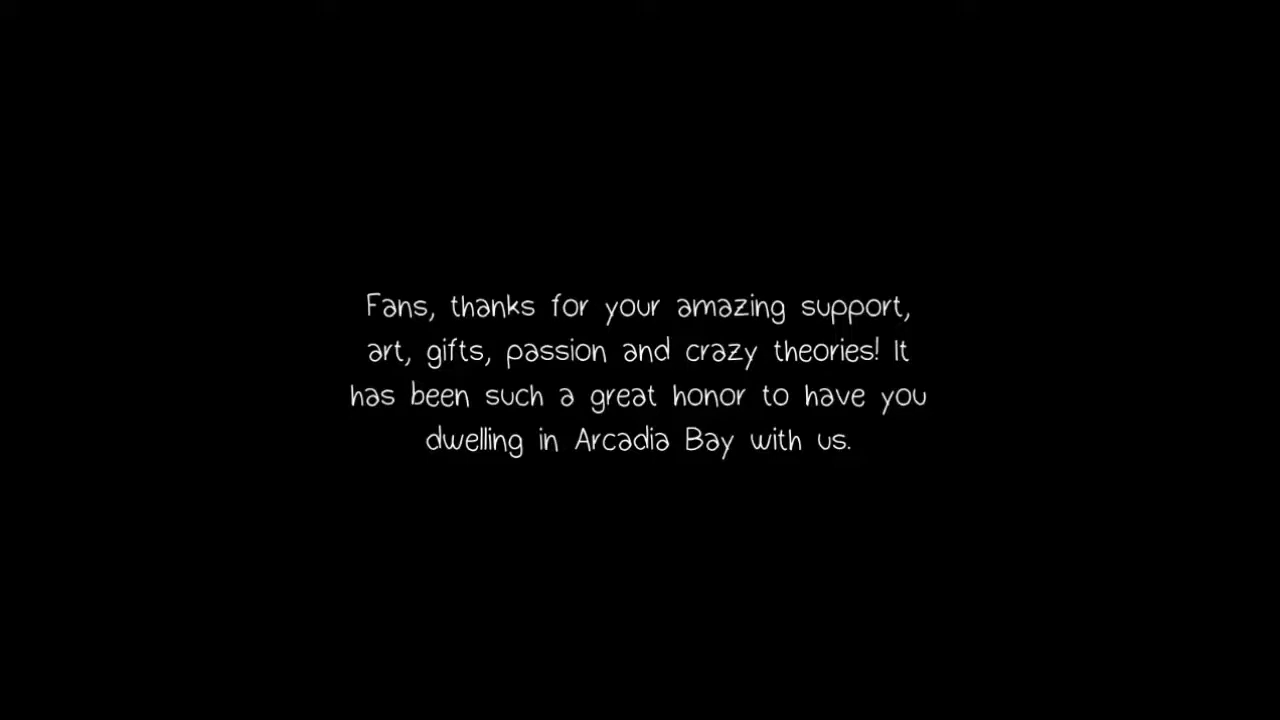 Fans, thanks for your amazing support,
art, gifts, passion and crazy theories! It
has been such a great honor to have you
dwelling in Arcadia Bay with us.